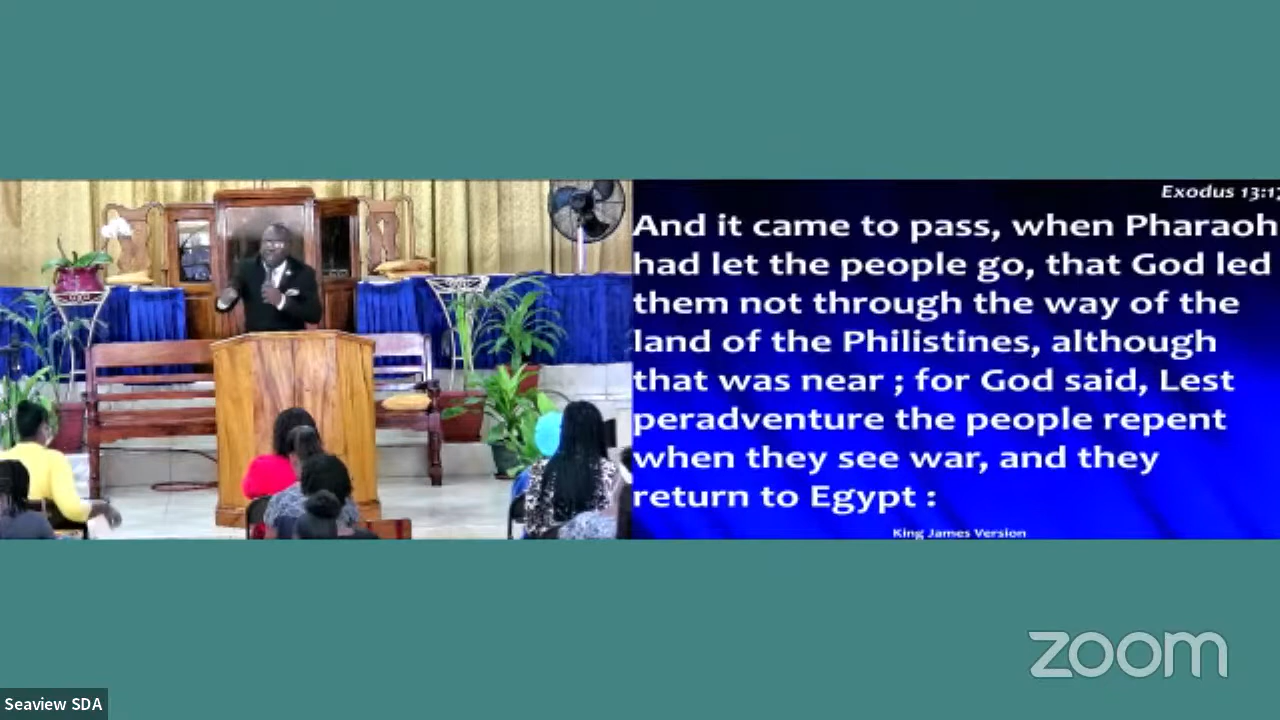 Exodus 13:17
And it came to pass, when Pharaoh
had let the people go, that God led
them not through the way of the
land of the Philistines, although
that was near ; for God said, Lest
peradventure the people repent
when they see war, and they
return to Egypt :
King James Version
zoom
Seaview SDA